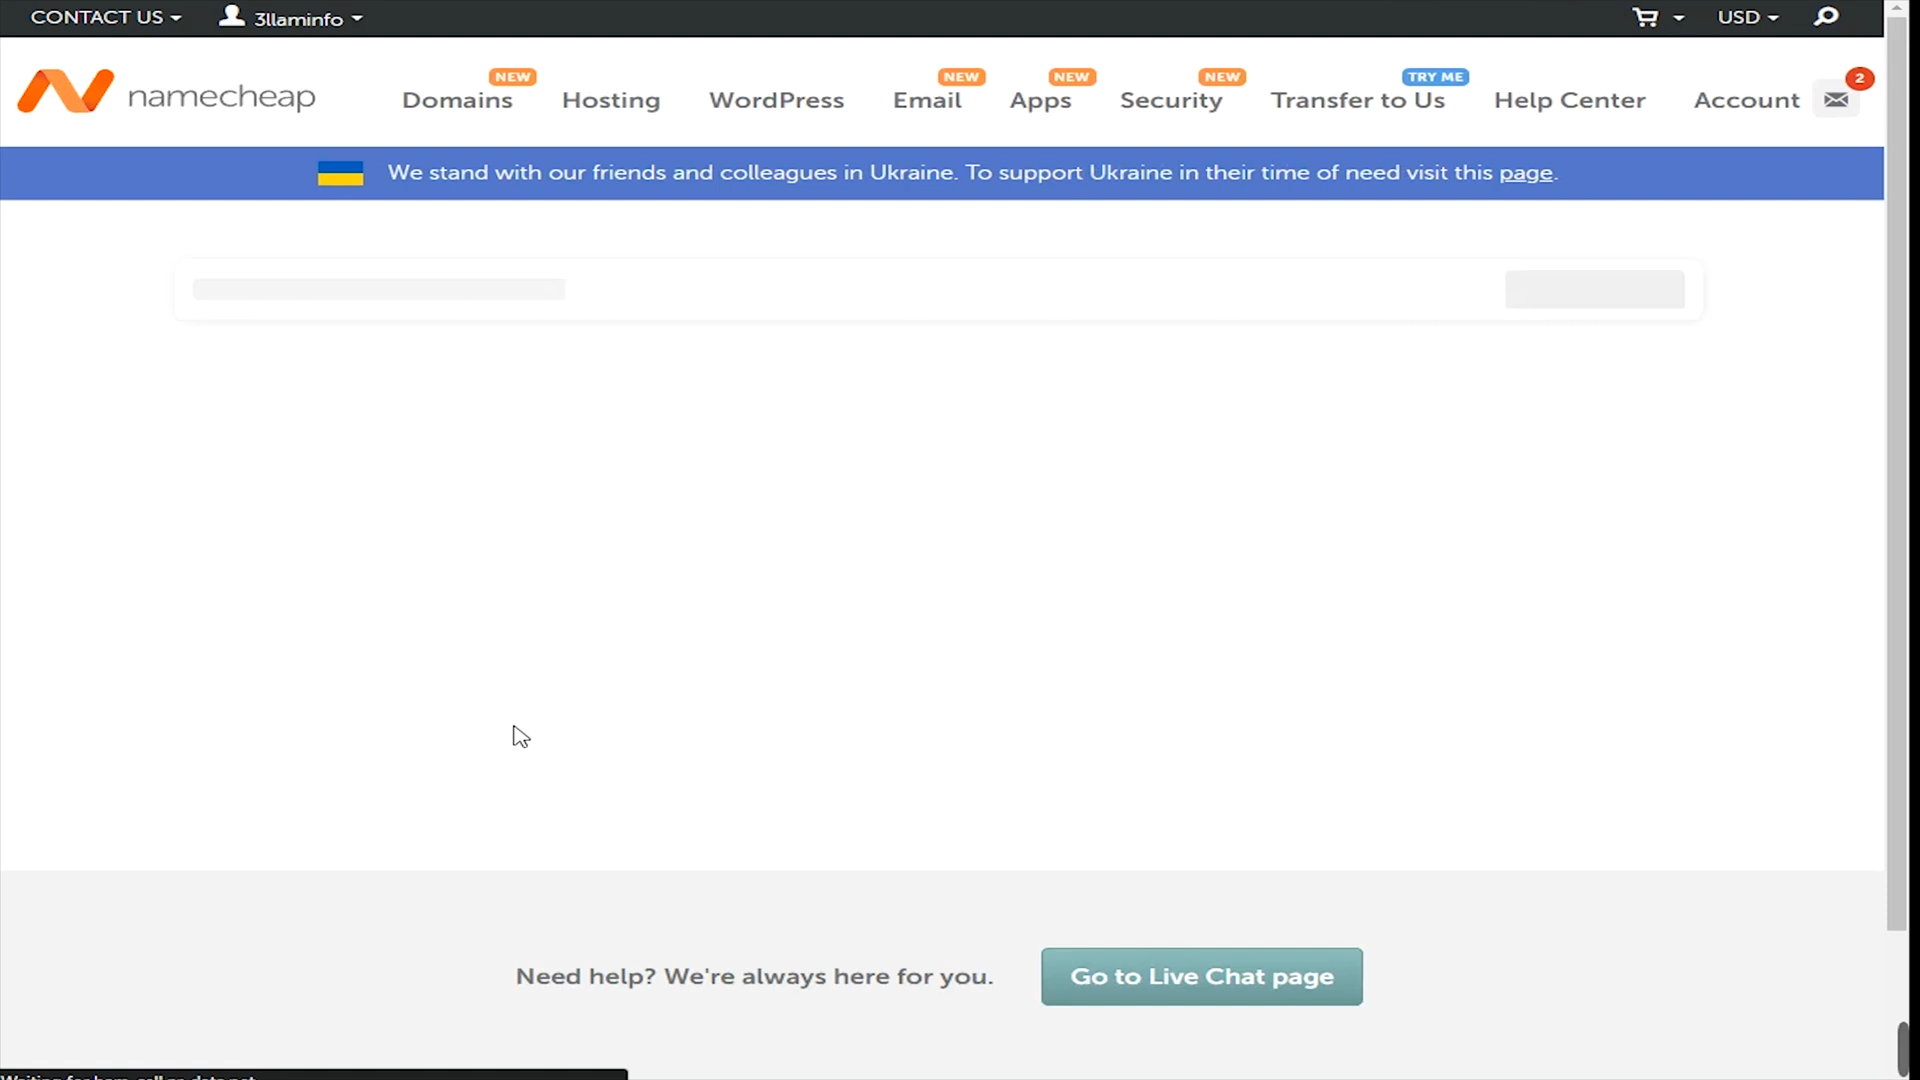 CONTACT US
3llaminfo
USD
namecheap
NEW
NEW
NEW
NEW
TRY ME
2
Domains
Hosting
WordPress
Email
Apps
Security
Transfer to Us
Help Center
Account
We stand with our friends and colleagues in Ukraine. To support Ukraine in their time of need visit this page.
Need help? We're always here for you.
Go to Live Chat page